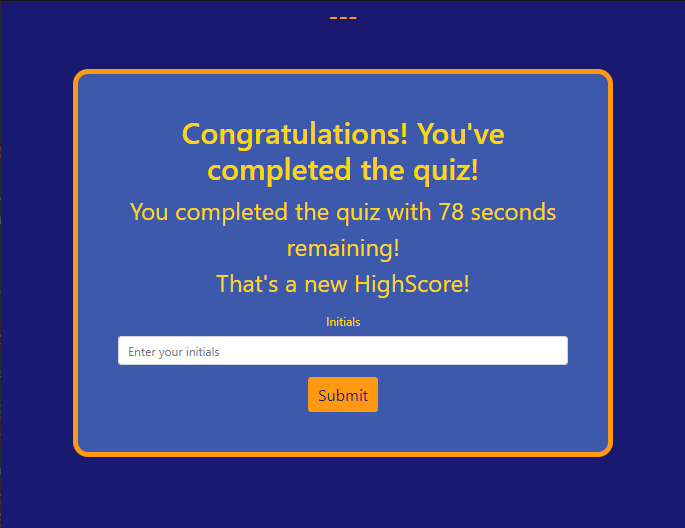 ---
Congratulations! You've
completed the quiz!
You completed the quiz with 78 seconds
remaining!
That's a new HighScore!
Initials
Enter your initials
Submit